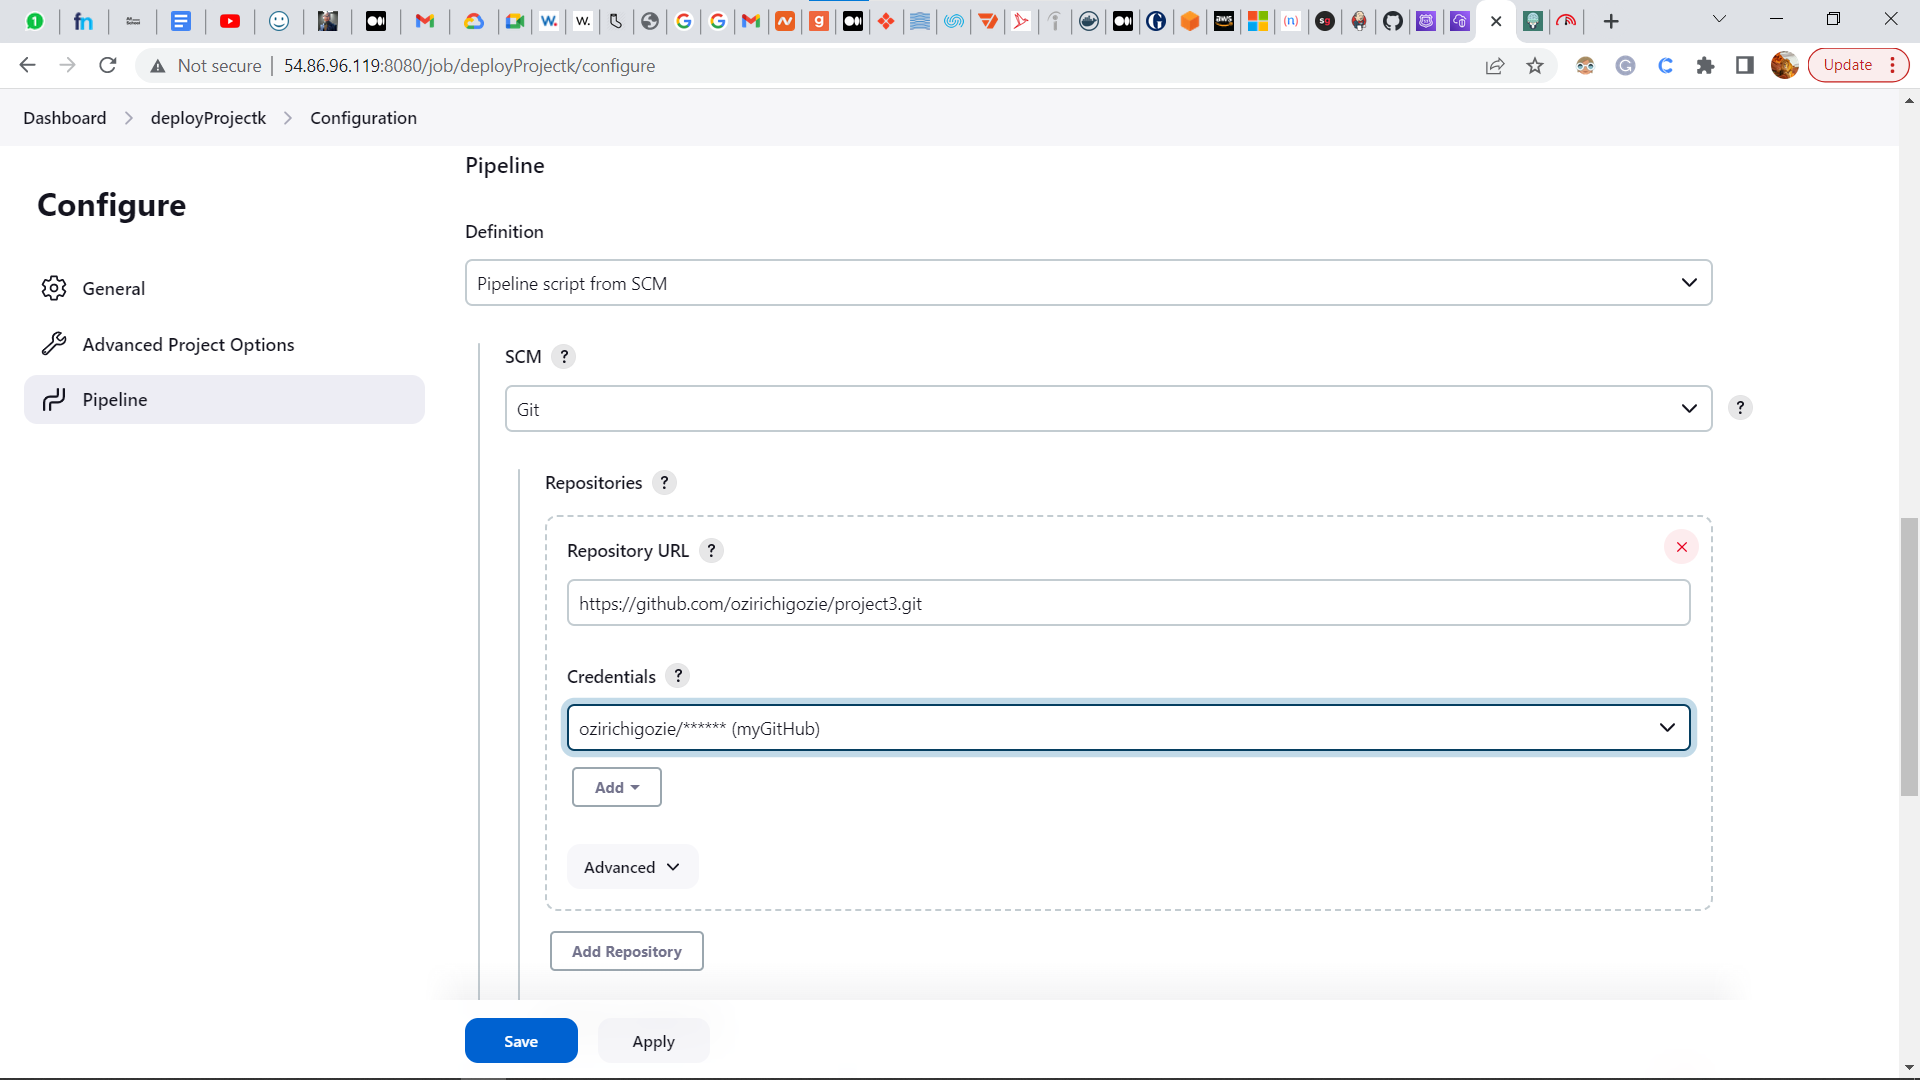 Not secure | 54.86.96.119:8080/job/deployProjectk/configure
Update
Dashboard > deployProjectk > Configuration
Configure
General
Advanced Project Options
Pipeline
Pipeline
Definition
Pipeline script from SCM
SCM ?
Git
?
Repositories ?
Repository URL ?
https://github.com/ozirichigozie/project3.git
Credentials ?
ozirichigozie/****** (myGitHub)
Add
Advanced
Add Repository
Save
Apply